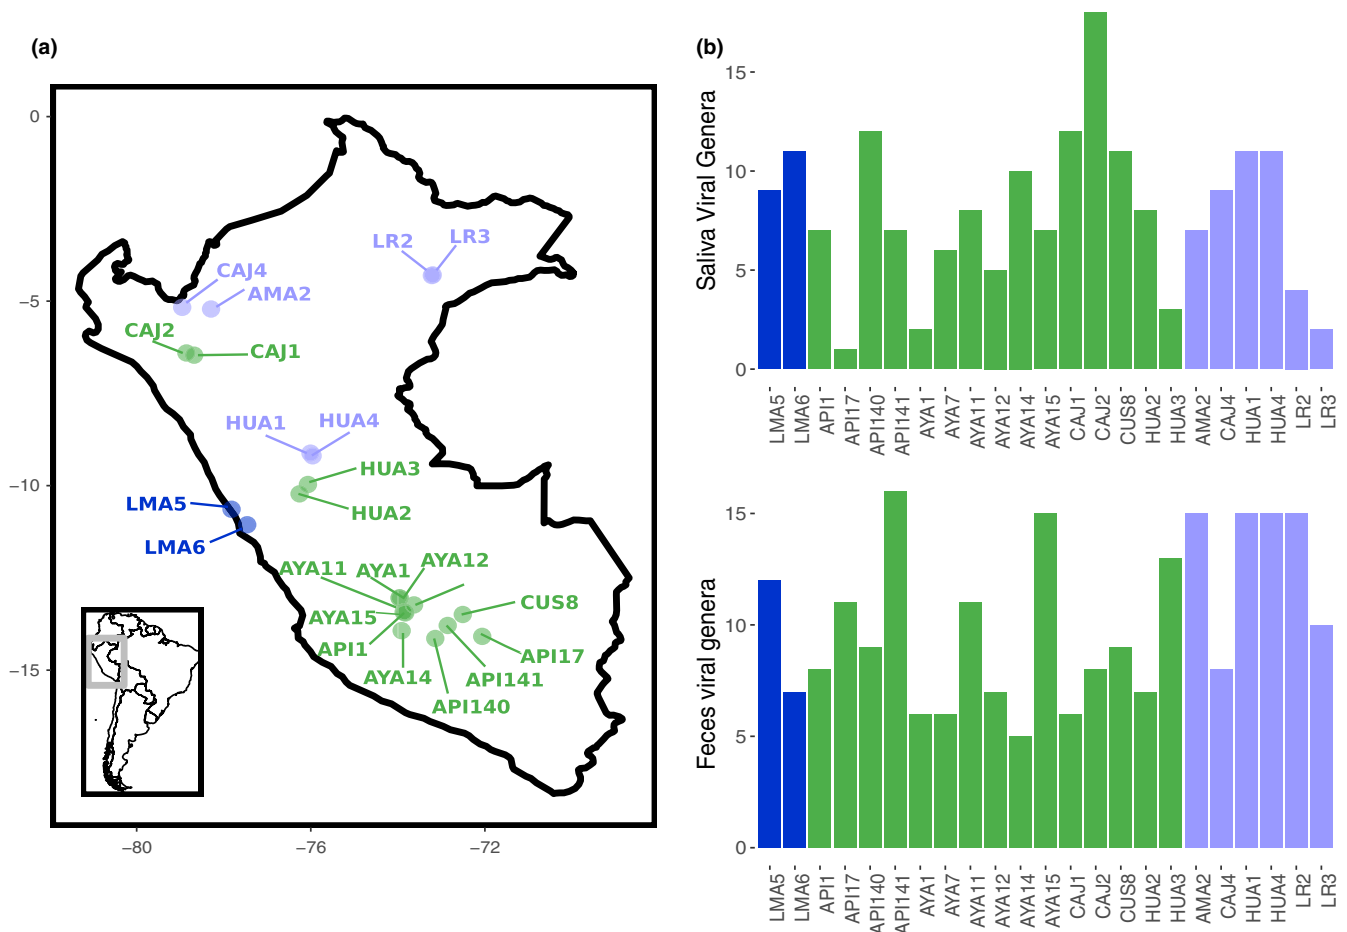 (a)
0
−5
−10
−15
−80
−76
−72
LR2
LR3
CAJ4
AMA2
CAJ2
CAJ1
HUA1
HUA4
HUA3
HUA2
LMA5
LMA6
AYA11
AYA1
AYA12
AYA15
CUS8
API1
API17
AYA14
API141
API140
(b)
Saliva Viral Genera
15
10
5
0
LMA5
LMA6
API1
API17
API140
API141
AYA1
AYA7
AYA11
AYA12
AYA14
AYA15
CAJ1
CAJ2
CUS8
HUA2
HUA3
AMA2
CAJ4
HUA1
HUA4
LR2
LR3
Feces viral genera
15
10
5
0
LMA5
LMA6
API1
API17
API140
API141
AYA1
AYA7
AYA11
AYA12
AYA14
AYA15
CAJ1
CAJ2
CUS8
HUA2
HUA3
AMA2
CAJ4
HUA1
HUA4
LR2
LR3